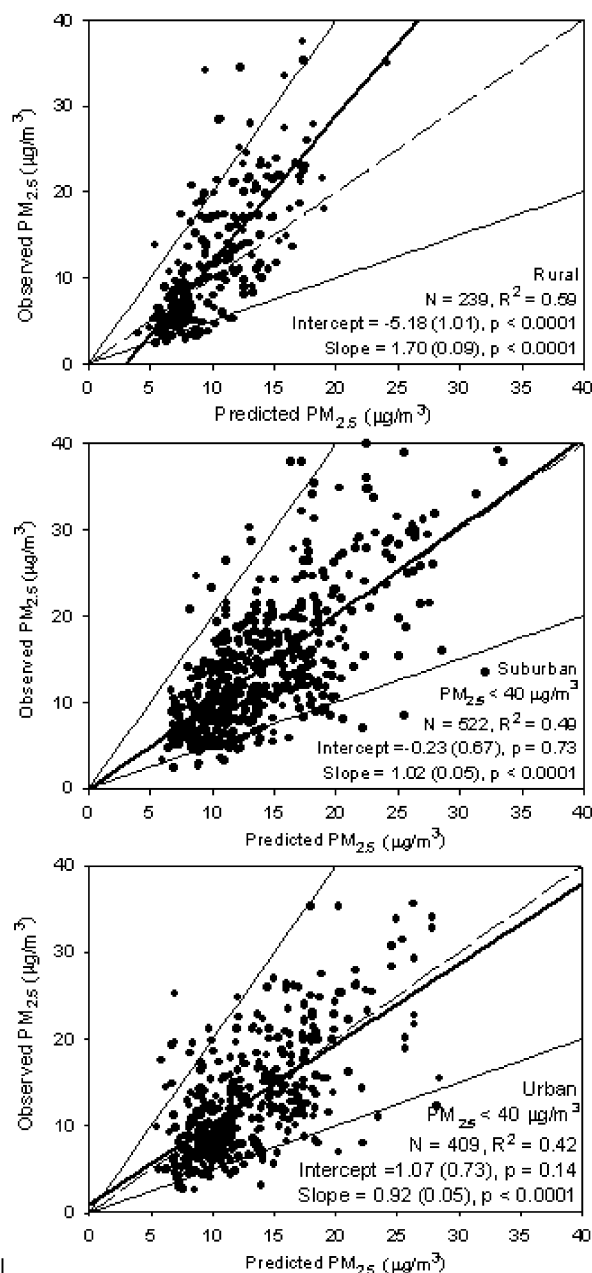 40
30
20
10
0
Observed PM2.5 (µg/m3)
Rural
N = 239, R2 = 0.59
Intercept = -5.18 (1.01), p < 0.0001
Slope = 1.70 (0.09), p < 0.0001
0 5 10 15 20 25 30 35 40
Predicted PM2.5 (µg/m3)
40
30
20
10
0
Observed PM2.5 (µg/m3)
Suburban
PM2.5 < 40 µg/m3
N = 522, R2 = 0.49
Intercept =-0.23 (0.67), p = 0.73
Slope = 1.02 (0.05), p < 0.0001
0 5 10 15 20 25 30 35 40
Predicted PM2.5 (µg/m3)
40
30
20
10
0
Observed PM2.5 (µg/m3)
Urban
PM2.5 < 40 µg/m3
N = 409, R2 = 0.42
Intercept =1.07 (0.73), p = 0.14
Slope = 0.92 (0.05), p < 0.0001
0 5 10 15 20 25 30 35 40
Predicted PM2.5 (µg/m3)